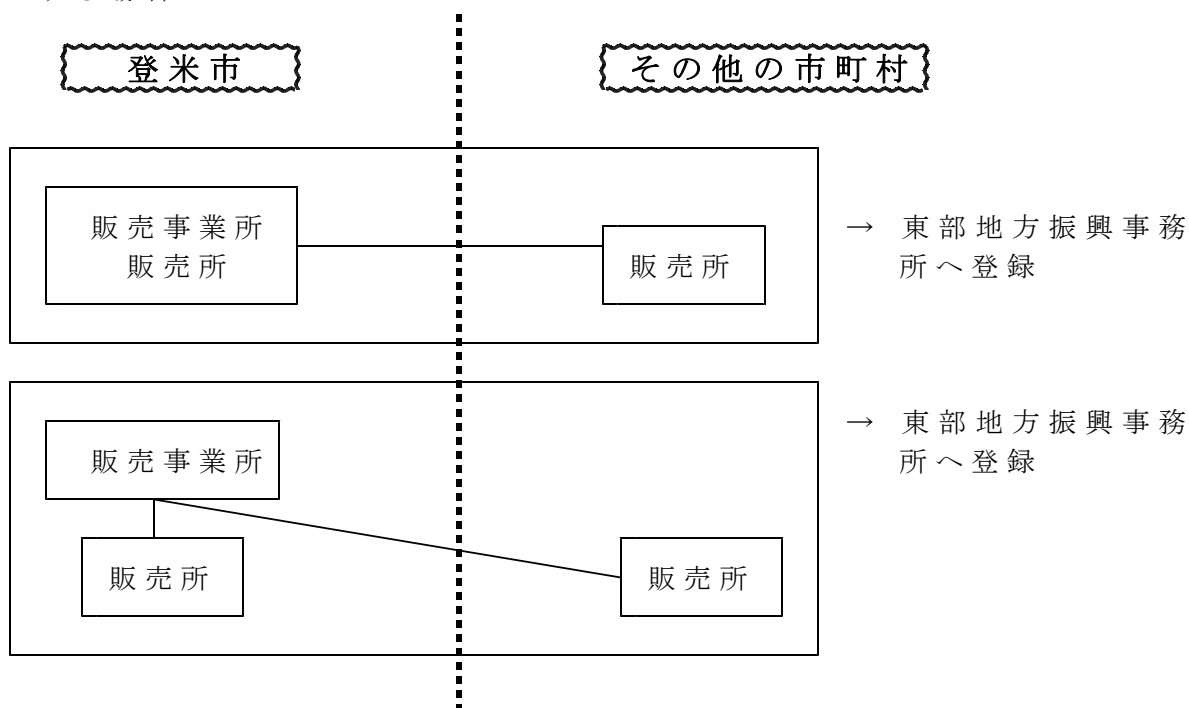 登米市
その他の市町村
販売事業所
販売所
販売所
→ 東部地方振興事務
所へ登録
販売事業所
→ 東部地方振興事務
所へ登録
販売所
販売所